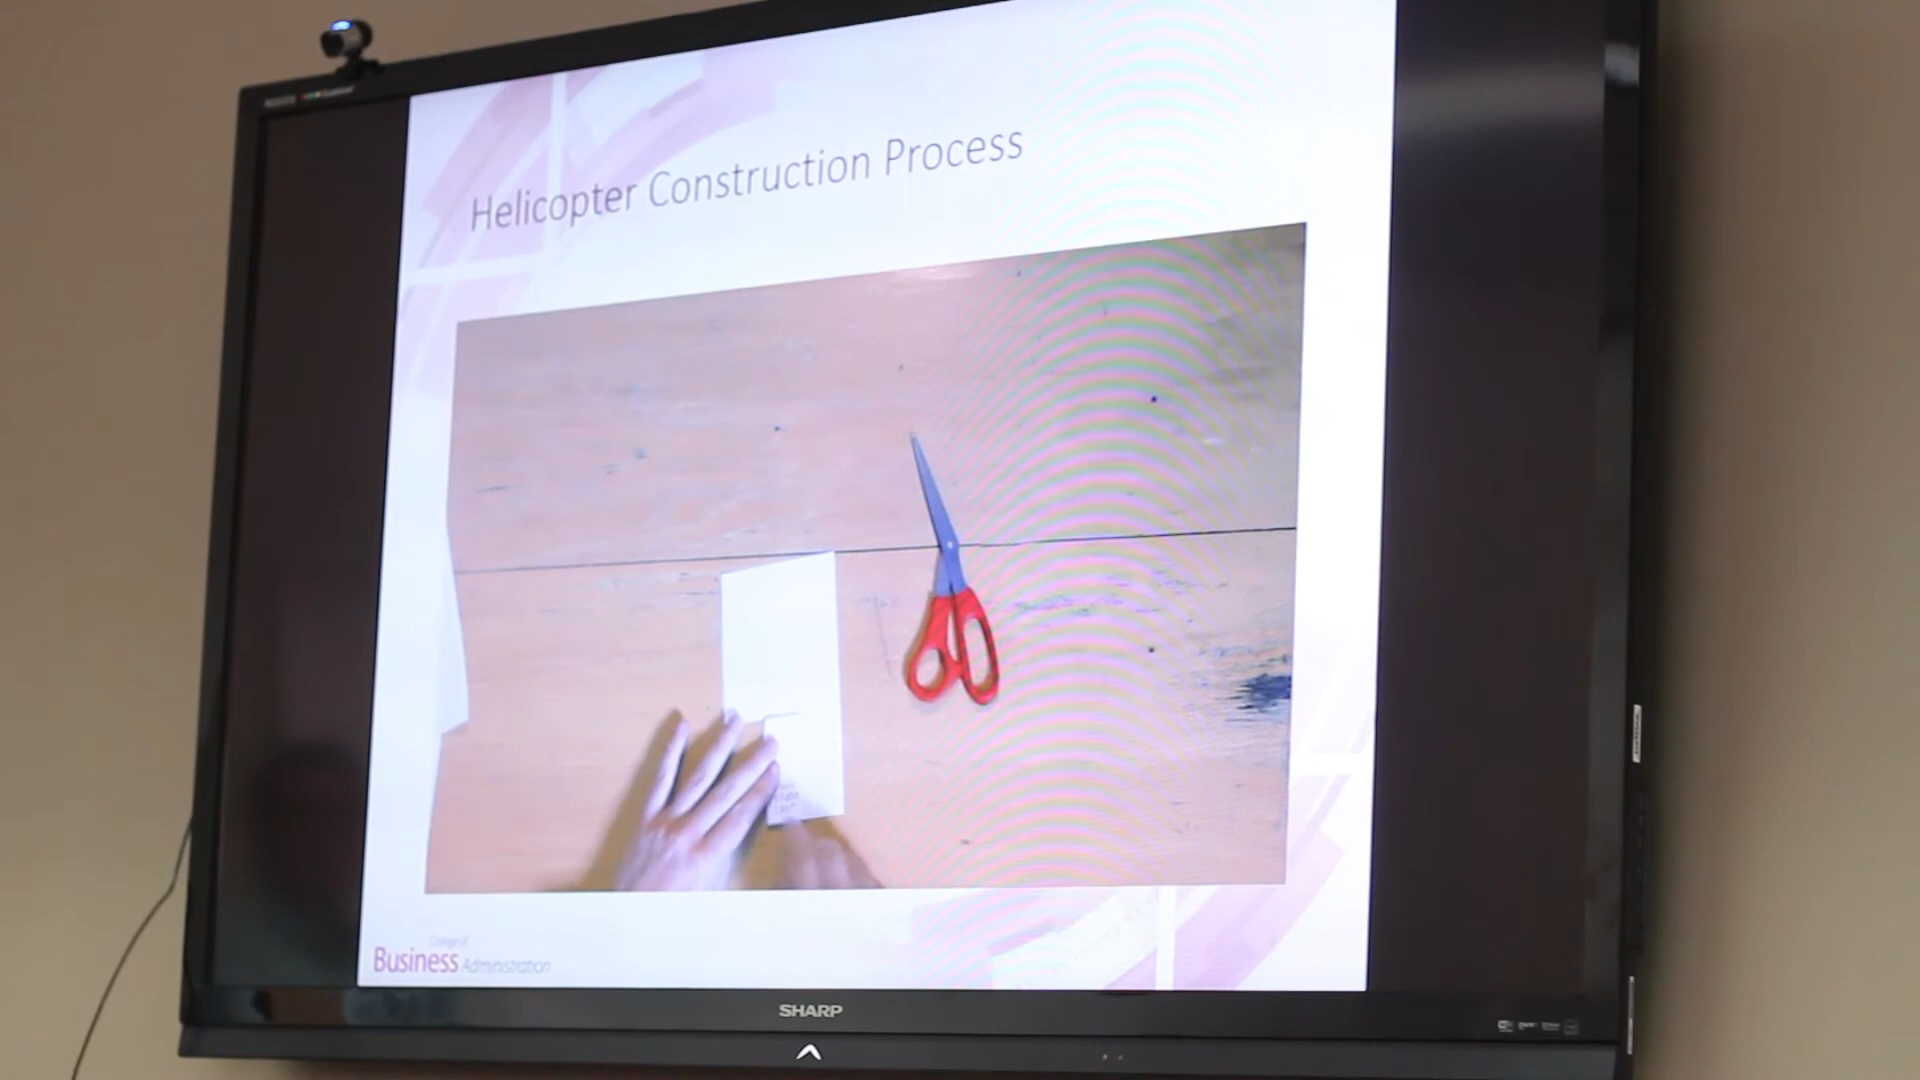 Helicopter Construction Process
College of
Business Administration
SHARP